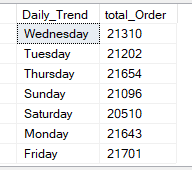 Daily_Trend total_Order
Wednesday 21310
Tuesday 21202
Thursday 21654
Sunday 21096
Saturday 20510
Monday 21643
Friday 21701